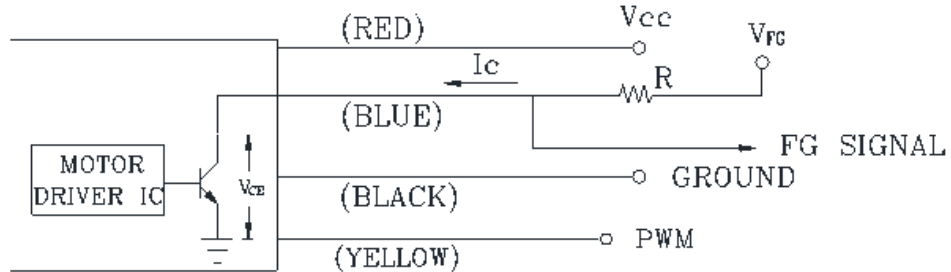 (RED)
Vcc
VFG
Ic
R
(BLUE)
FG SIGNAL
MOTOR
DRIVER IC
VCE
(BLACK)
GROUND
(YELLOW)
PWM